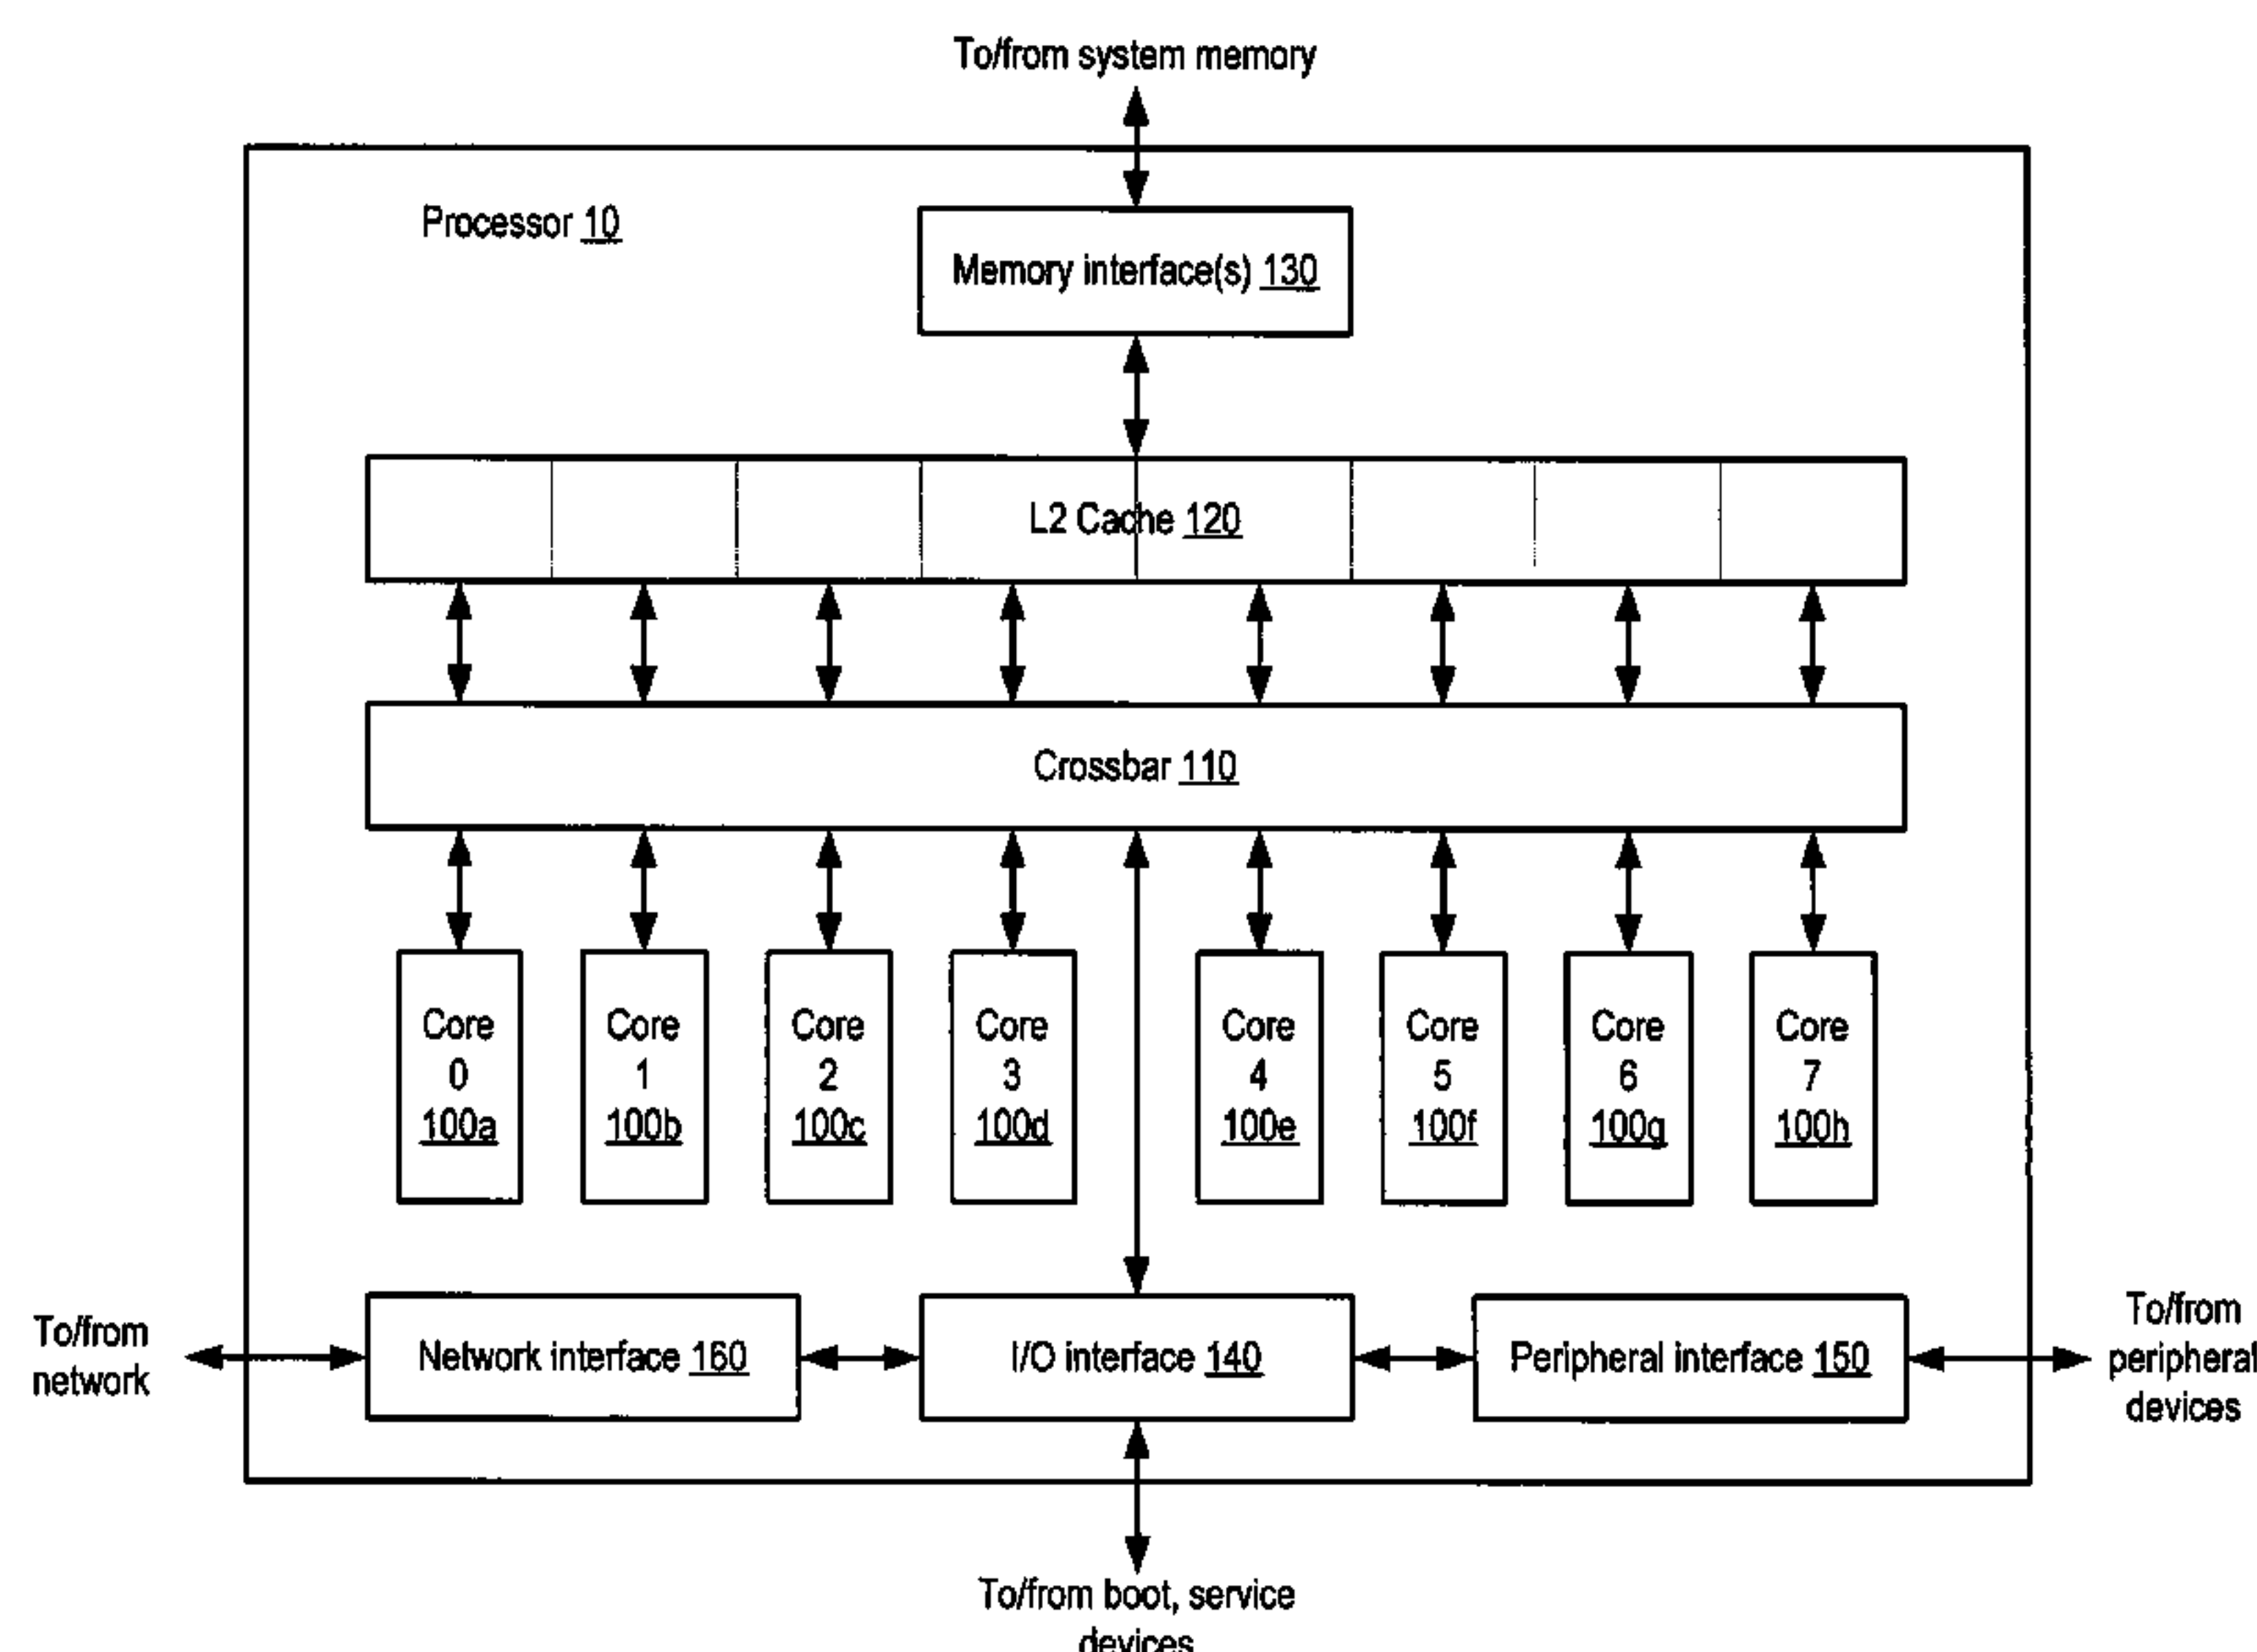 To/from system memory
Processor 10
Memory interface(s) 130
L2 Cache 120
Crossbar 110
Core
0
100a
Core
1
100b
Core
2
100c
Core
3
100d
Core
4
100e
Core
5
100f
Core
6
100g
Core
7
100h
To/from
network
Network interface 160
I/O interface 140
Peripheral interface 150
To/from
peripheral
devices
To/from boot, service
devices